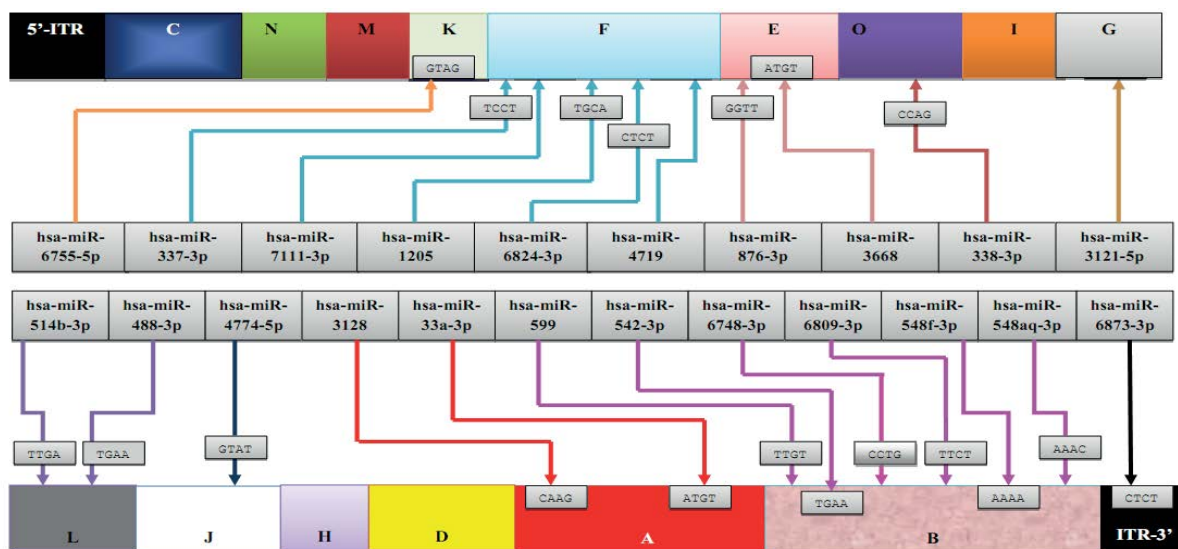 5’-ITR C N M K F E O I G
GTAG ATGT
TCCT TGCA GGTT CCAG
CTCT
hsa-miR- hsa-miR- hsa-miR- hsa-miR- hsa-miR- hsa-miR- hsa-miR- hsa-miR- hsa-miR- hsa-miR-
6755-5p 337-3p 7111-3p 1205 6824-3p 4719 876-3p 3668 338-3p 3121-5p
hsa-miR- hsa-miR- hsa-miR- hsa-miR- hsa-miR- hsa-miR- hsa-miR- hsa-miR- hsa-miR- hsa-miR- hsa-miR- hsa-miR-
514b-3p 488-3p 4774-5p 3128 33a-3p 599 542-3p 6748-3p 6809-3p 548f-3p 548aq-3p 6873-3p
TTGA TGAA GTAT TTGT CCTG TTCT AAAC
CAAG ATGT TGAA AAAA CTCT
L J H D A B ITR-3’